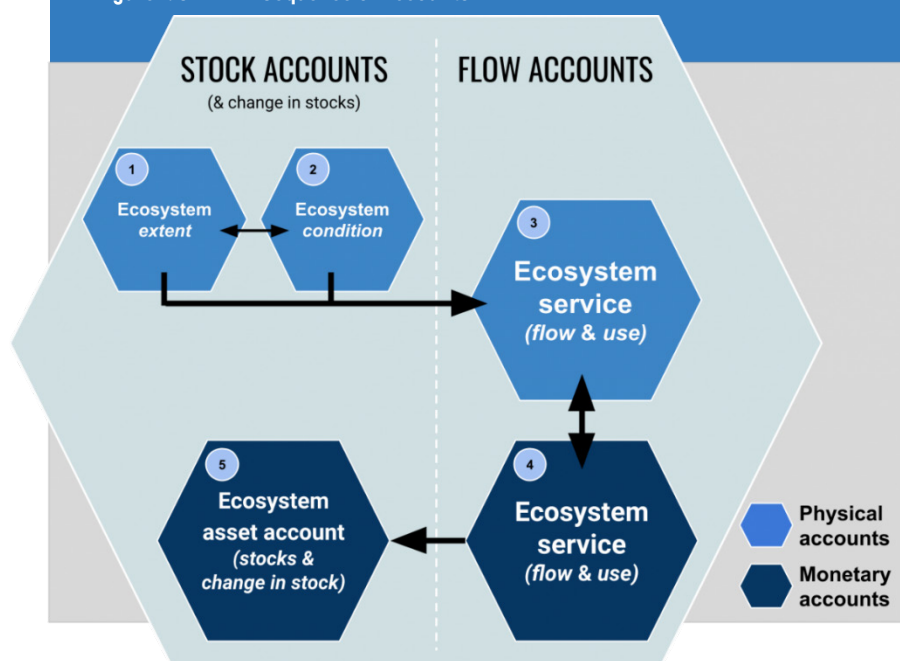 STOCK ACCOUNTS
(& change in stocks)
FLOW ACCOUNTS
1
Ecosystem
extent
2
Ecosystem
condition
3
Ecosystem
service
(flow & use)
4
Ecosystem
service
(flow & use)
5
Ecosystem
asset account
(stocks &
change in stock)
Physical
accounts
Monetary
accounts